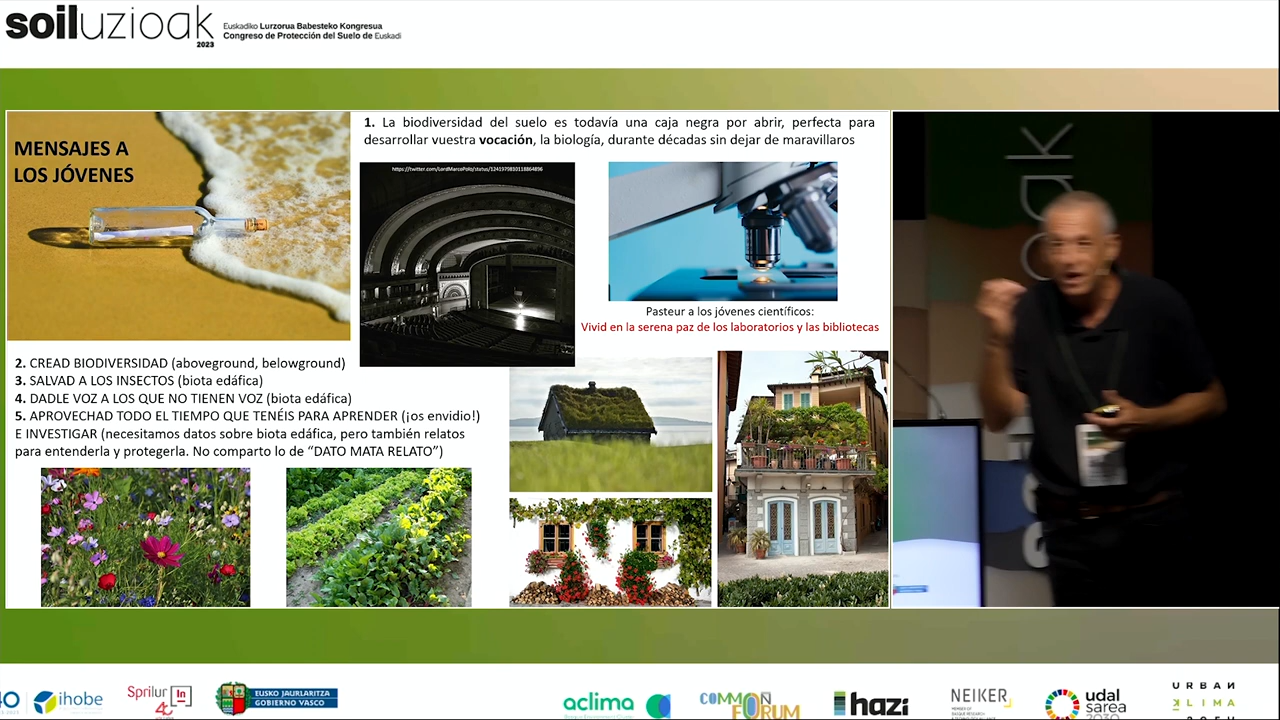 soiluzioak
2023
Euskadiko Lurzorua Babesteko Kongresua
Congreso de Protección del Suelo de Euskadi
MENSAJES A
LOS JÓVENES
1. La biodiversidad del suelo es todavía una caja negra por abrir, perfecta para
desarrollar vuestra vocación, la biología, durante décadas sin dejar de maravillaros
https://twitter.com/LordMarcoPolo/status/1241979810118864896
Pasteur a los jóvenes científicos:
Vivid en la serena paz de los laboratorios y las bibliotecas
2. CREAD BIODIVERSIDAD (aboveground, belowground)
3. SALVAD A LOS INSECTOS (biota edáfica)
4. DADLE VOZ A LOS QUE NO TIENEN VOZ (biota edáfica)
5. APROVECHAD TODO EL TIEMPO QUE TENÉIS PARA APRENDER (¡os envidio!)
E INVESTIGAR (necesitamos datos sobre biota edáfica, pero también relatos
para entenderla y protegerla. No comparto lo de “DATO MATA RELATO”)
oak
ihobe
Sprilur
EUSKO JAURLARITZA
GOBIERNO VASCO
aclima
COMMON
FORUM
hazi
NEIKER
udal
sarea
2030
URBAN
KLIMA